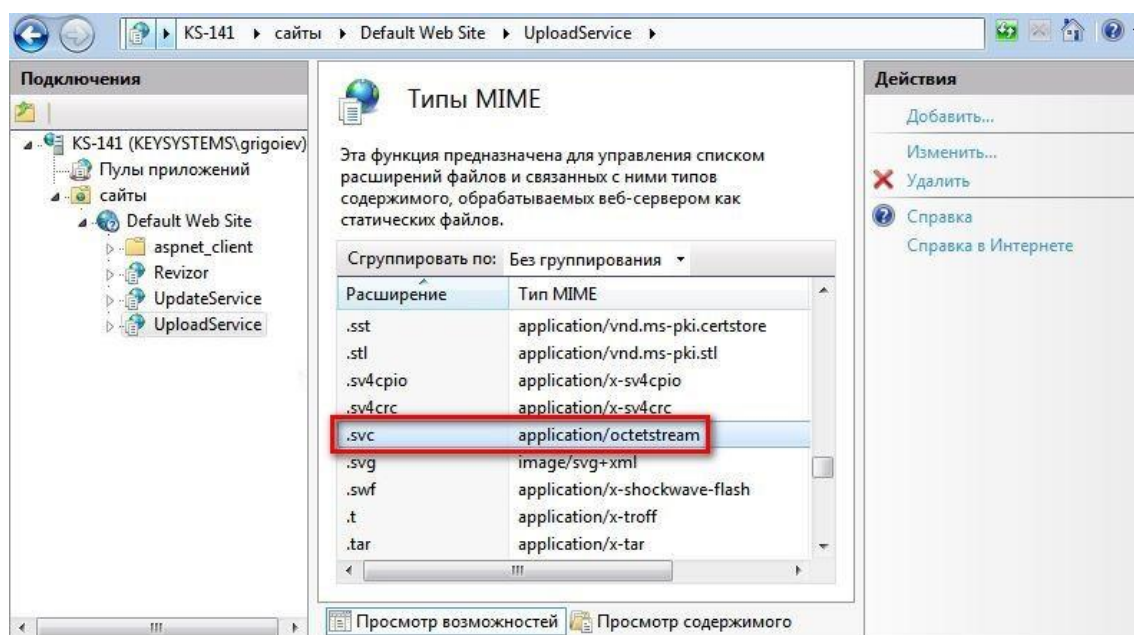 KS-141 сайты Default Web Site UploadService
Подключения
KS-141 (KEYSYSTEMS\grigoiev)
Пулы приложений
сайты
Default Web Site
aspnet_client
Revizor
UpdateService
UploadService
Типы MIME
Эта функция предназначена для управления списком
расширений файлов и связанных с ними типов
содержимого, обрабатываемых веб-сервером как
статических файлов.
Сгруппировать по: Без группирования
Расширение Тип MIME
.sst application/vnd.ms-pki.certstore
.stl application/vnd.ms-pki.stl
.sv4cpio application/x-sv4cpio
.sv4crc application/x-sv4crc
.svc application/octetstream
.svg image/svg+xml
.swf application/x-shockwave-flash
.t application/x-troff
.tar application/x-tar
Просмотр возможностей Просмотр содержимого
Действия
Добавить...
Изменить...
Удалить
Справка
Справка в Интернете